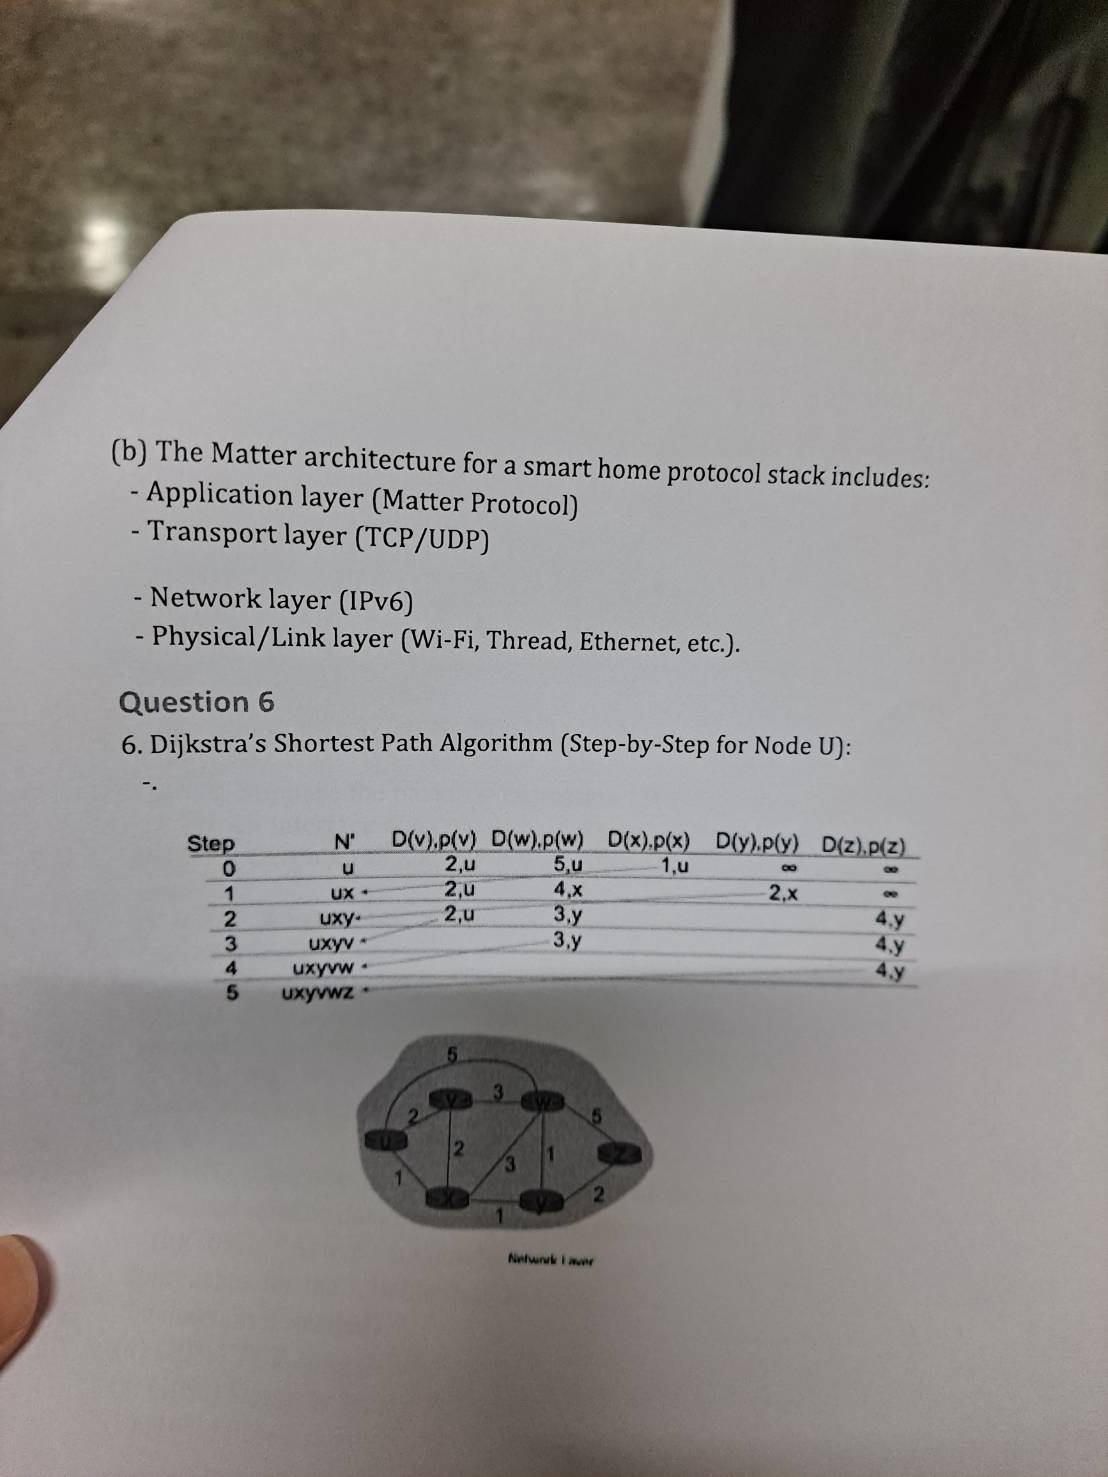 (b) The Matter architecture for a smart home protocol stack includes:
- Application layer (Matter Protocol)
- Transport layer (TCP/UDP)
- Network layer (IPv6)
- Physical/Link layer (Wi-Fi, Thread, Ethernet, etc.).
Question 6
6. Dijkstra’s Shortest Path Algorithm (Step-by-Step for Node U):
-.
Step N' D(v),p(v) D(w),p(w) D(x),p(x) D(y),p(y) D(z),p(z)
0 u 2,u 5,u 1,u ∞ ∞
1 ux 2,u 4,x 2,x ∞
2 uxy 2,u 3,y 4,y
3 uxyv 3,y 4,y
4 uxyvw 4,y
5 uxyvwz
5
v 3 w
2 5
u 2 3 1 z
1 2
x y
1
Network Layer